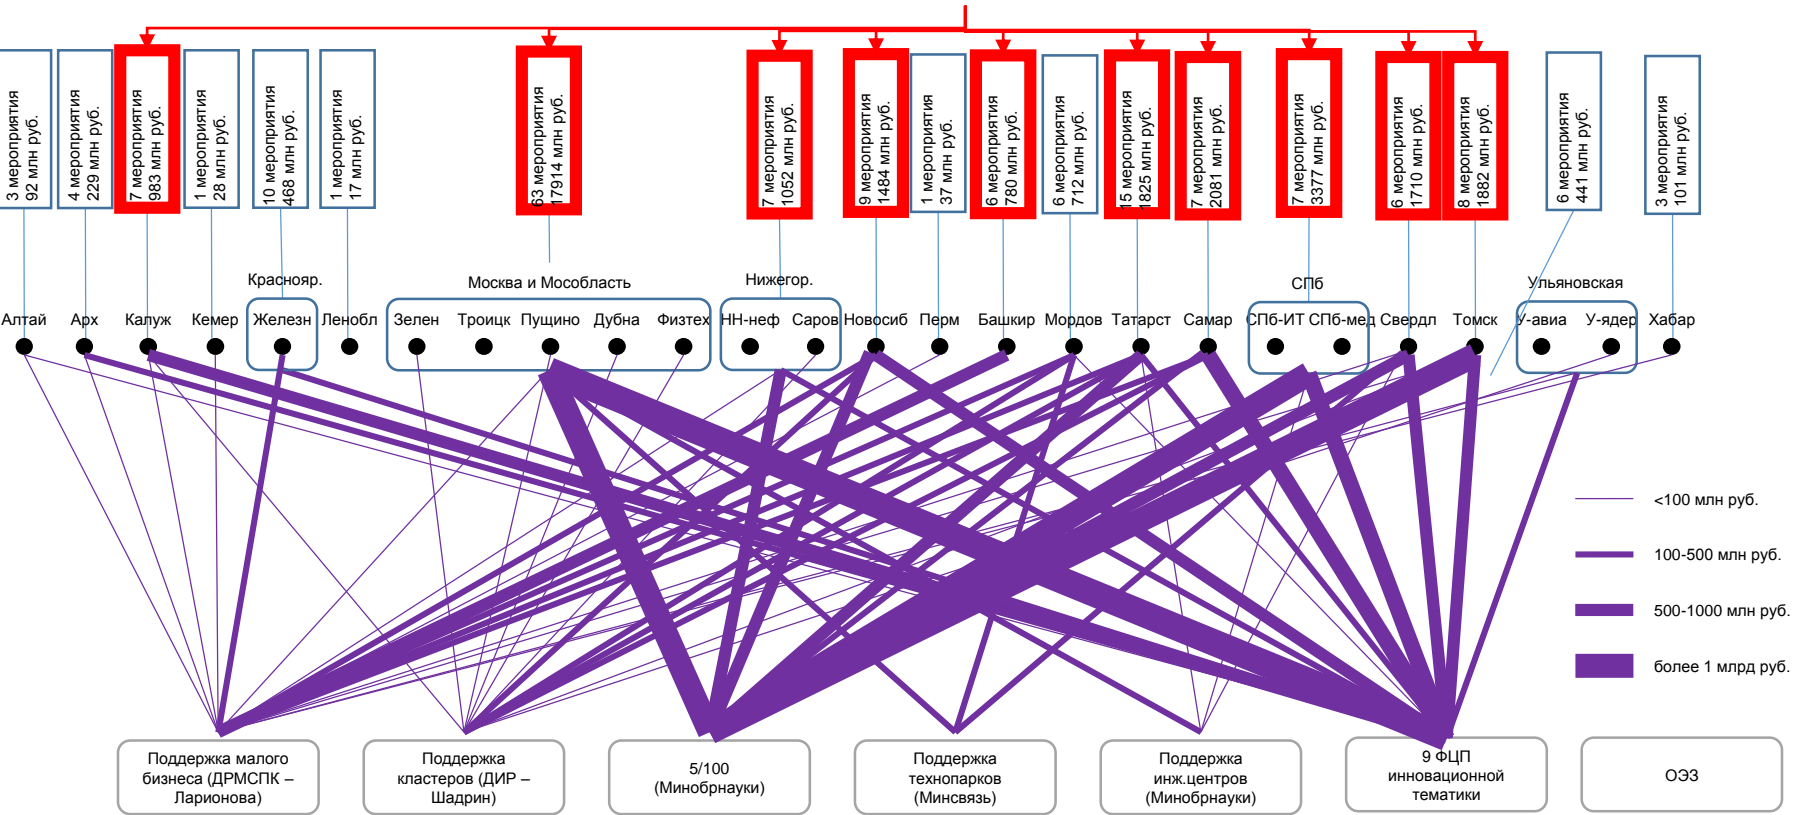 3 мероприятия
92 млн руб.
4 мероприятия
229 млн руб.
7 мероприятия
983 млн руб.
1 мероприятия
28 млн руб.
10 мероприятия
468 млн руб.
1 мероприятия
17 млн руб.
63 мероприятия
17914 млн руб.
7 мероприятия
1052 млн руб.
9 мероприятия
1484 млн руб.
1 мероприятия
37 млн руб.
6 мероприятия
780 млн руб.
6 мероприятия
712 млн руб.
15 мероприятия
1825 млн руб.
7 мероприятия
2081 млн руб.
7 мероприятия
3377 млн руб.
6 мероприятия
1710 млн руб.
8 мероприятия
1882 млн руб.
6 мероприятия
441 млн руб.
3 мероприятия
101 млн руб.
Краснояр.
Москва и Мособласть
Нижегор.
СПб
Ульяновская
Алтай
Арх
Калуж
Кемер
Железн
Ленобл
Зелен
Троицк
Пущино
Дубна
Физтех
НН-неф
Саров
Новосиб
Перм
Башкир
Мордов
Татарст
Самар
СПб-ИТ
СПб-мед
Свердл
Томск
У-авиа
У-ядер
Хабар
<100 млн руб.
100-500 млн руб.
500-1000 млн руб.
более 1 млрд руб.
Поддержка малого
бизнеса (ДРМСПК –
Ларионова)
Поддержка
кластеров (ДИР –
Шадрин)
5/100
(Минобрнауки)
Поддержка
технопарков
(Минсвязь)
Поддержка
инж.центров
(Минобрнауки)
9 ФЦП
инновационной
тематики
ОЭЗ